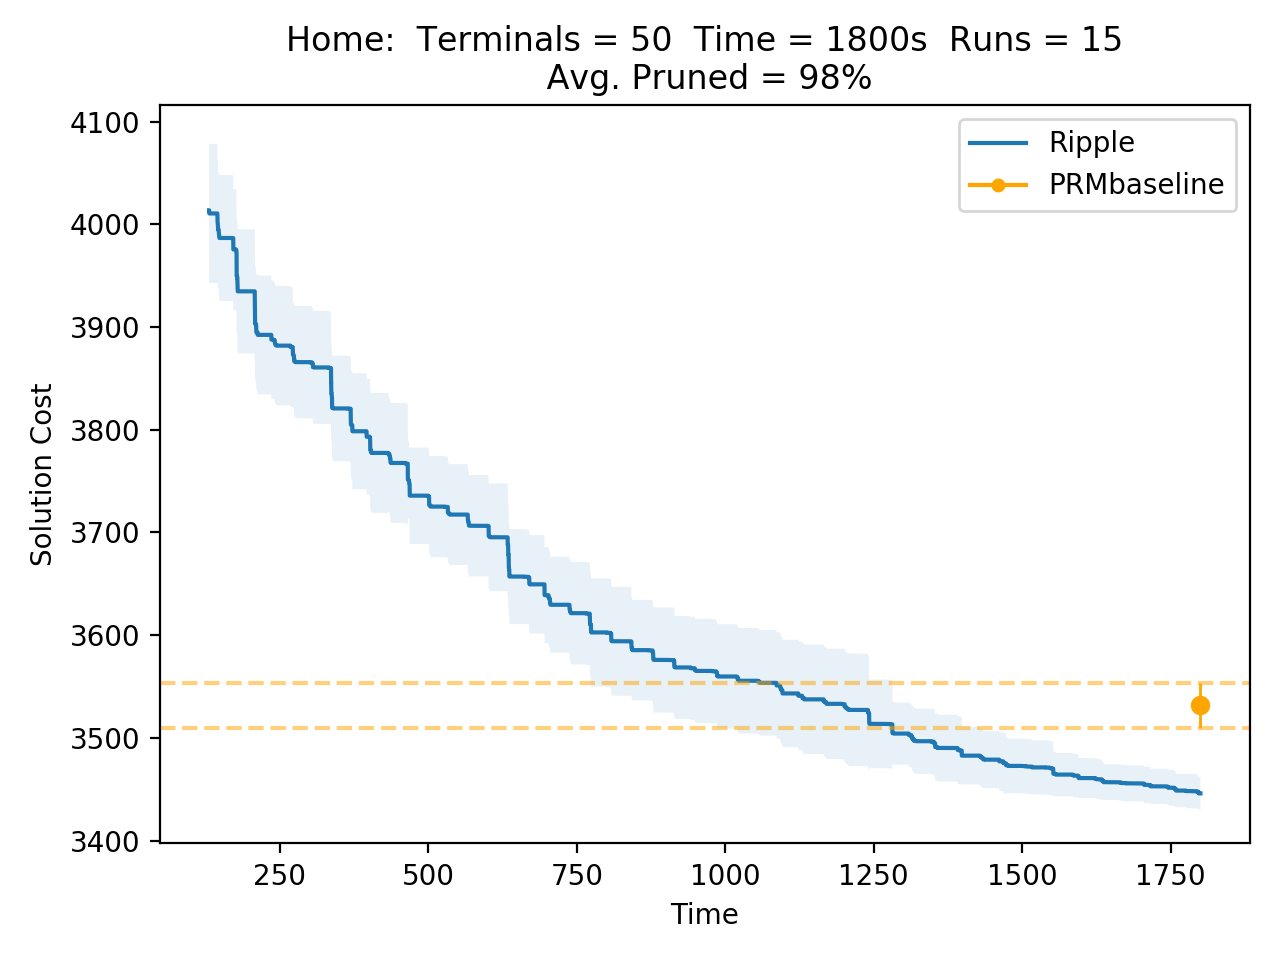 Home:  Terminals = 50  Time = 1800s  Runs = 15
Avg. Pruned = 98%
Ripple
PRMbaseline
4100
4000
3900
3800
3700
3600
3500
3400
Solution Cost
250
500
750
1000
1250
1500
1750
Time